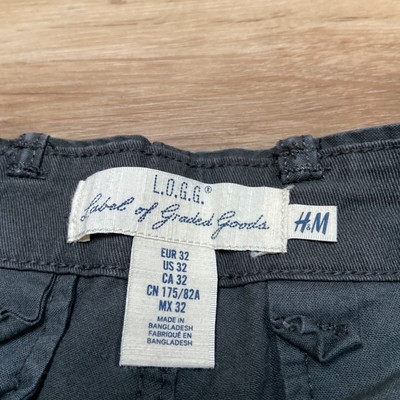 L.O.G.G.®
Label of Graded Goods
H&M
EUR 32
US 32
CA 32
CN 175/82A
MX 32
MADE IN
BANGLADESH
FABRIQUÉ EN
BANGLADESH